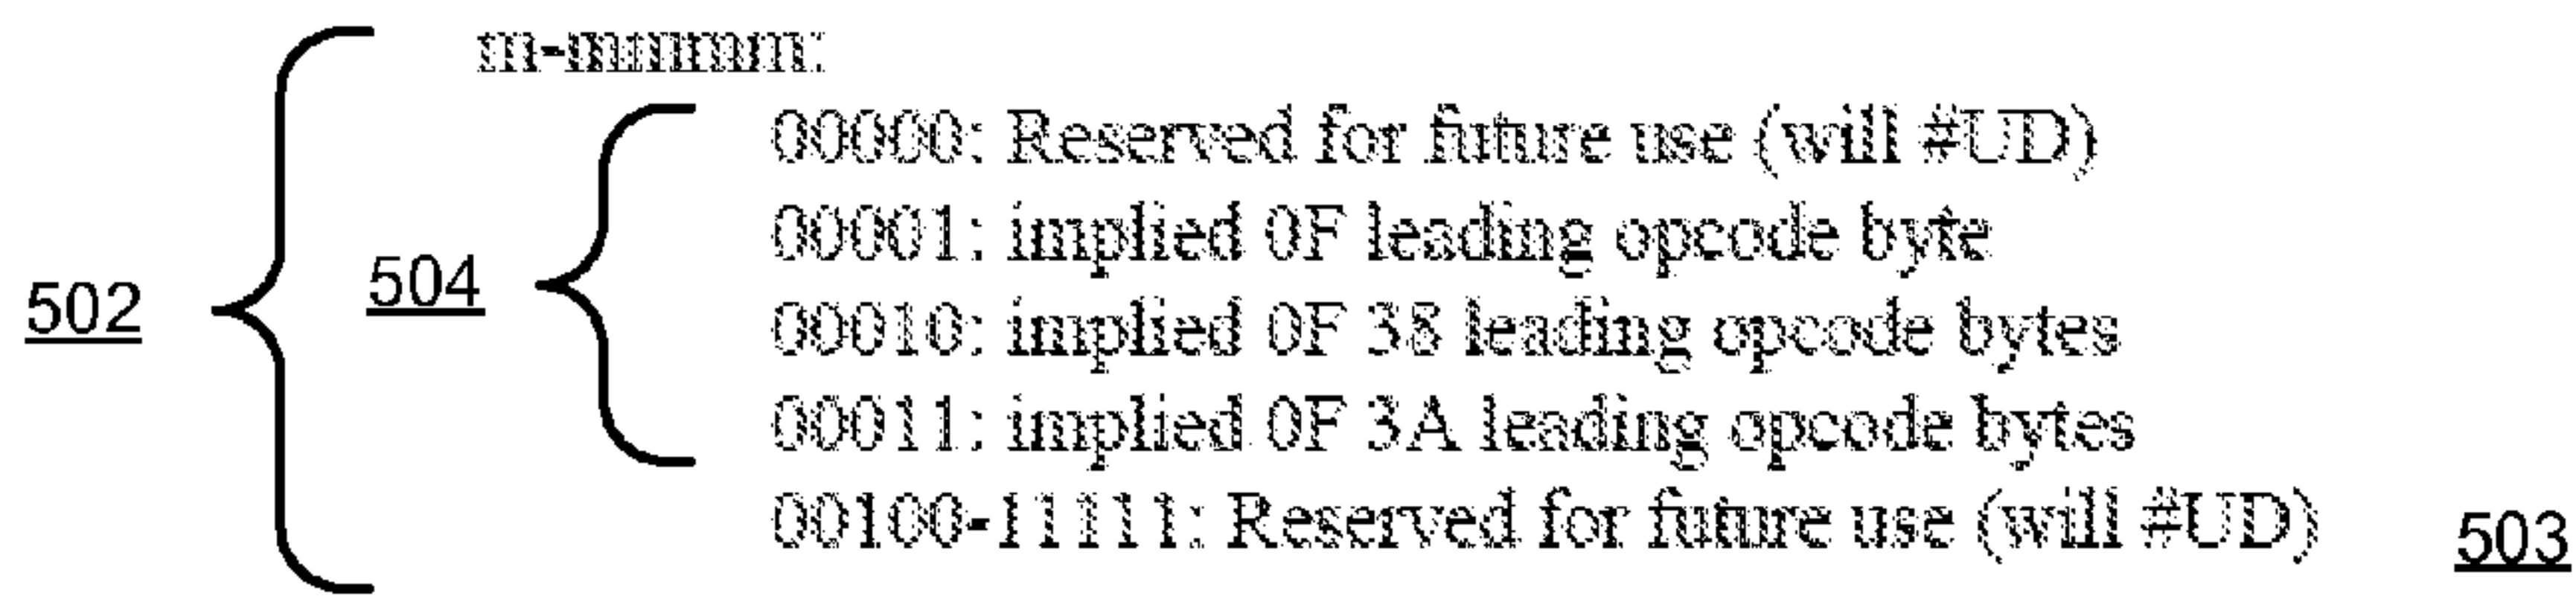 m-mmmm:
00000: Reserved for future use (will #UD)
00001: implied 0F leading opcode byte
502 504
00010: implied 0F 38 leading opcode bytes
00011: implied 0F 3A leading opcode bytes
00100-11111: Reserved for future use (will #UD) 503